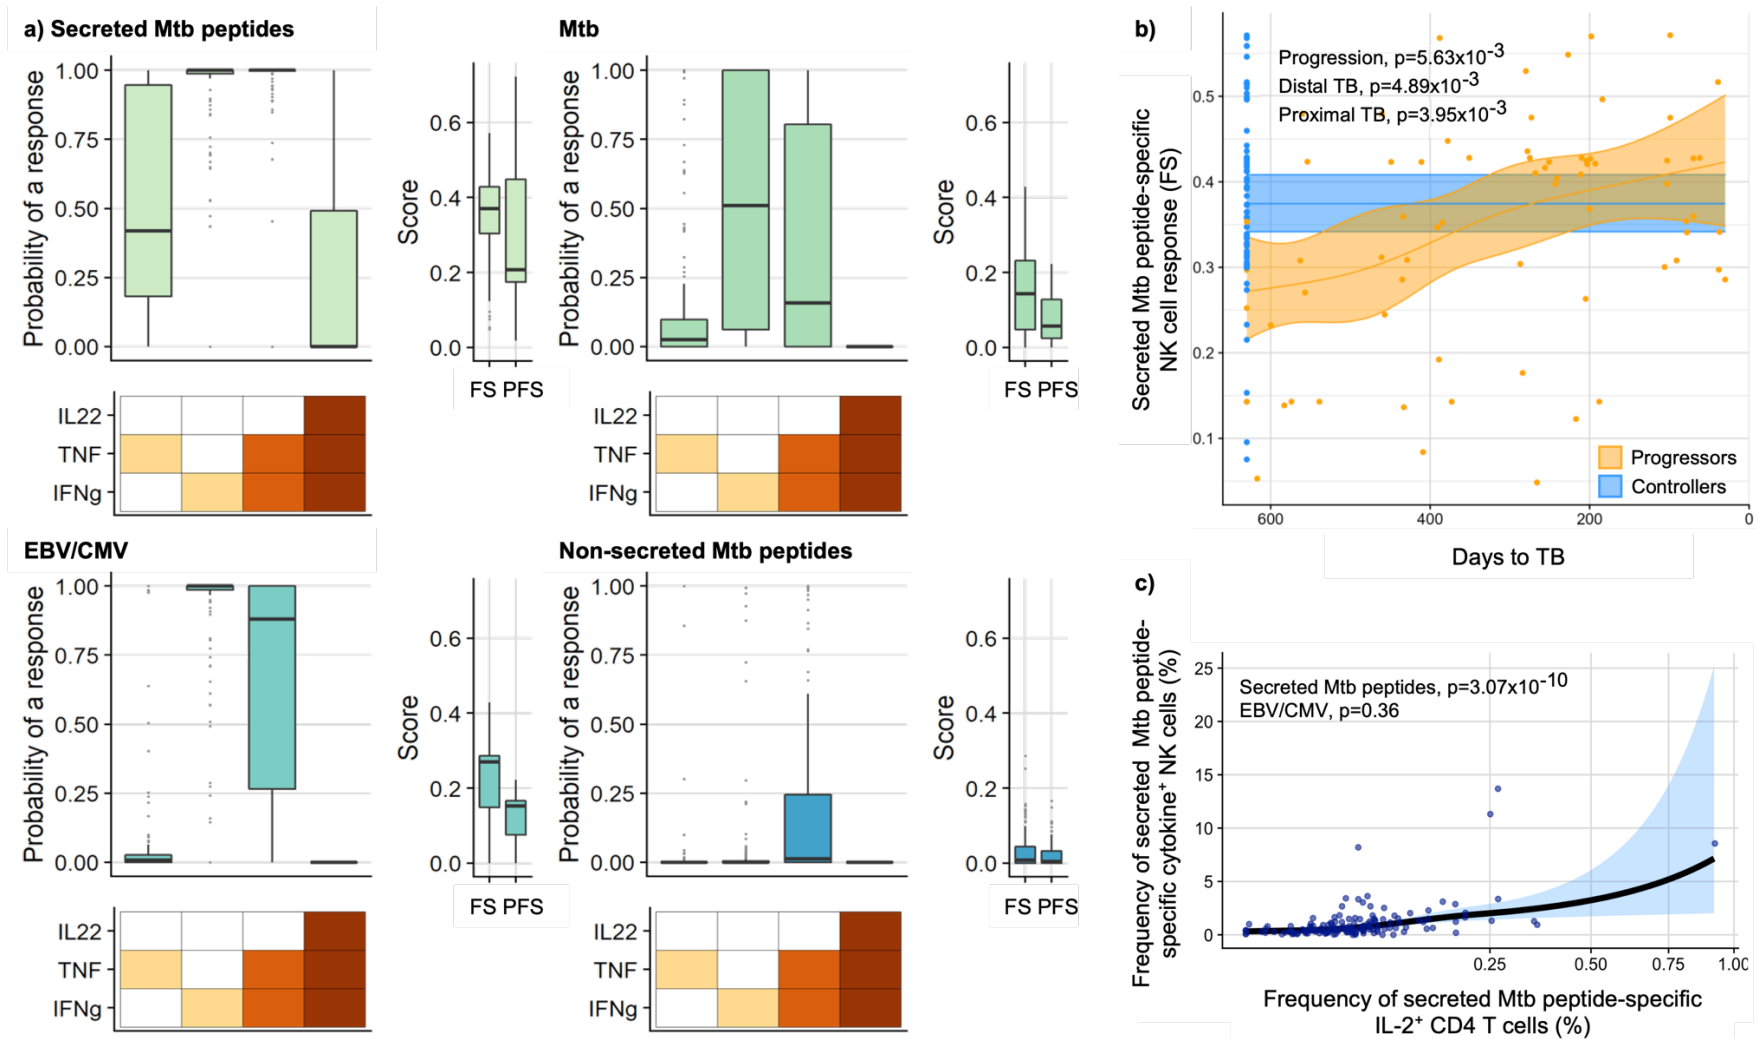 a) Secreted Mtb peptides
Probability of a response
1.00
0.75
0.50
0.25
0.00
IL22
TNF
IFNg
Score
0.6
0.4
0.2
0.0
FS PFS
Mtb
Probability of a response
1.00
0.75
0.50
0.25
0.00
IL22
TNF
IFNg
Score
0.6
0.4
0.2
0.0
FS PFS
EBV/CMV
Probability of a response
1.00
0.75
0.50
0.25
0.00
IL22
TNF
IFNg
Score
0.6
0.4
0.2
0.0
FS PFS
Non-secreted Mtb peptides
Probability of a response
1.00
0.75
0.50
0.25
0.00
IL22
TNF
IFNg
Score
0.6
0.4
0.2
0.0
FS PFS
b)
Secreted Mtb peptide-specific
NK cell response (FS)
0.5
0.4
0.3
0.2
0.1
Progression, p=5.63x10-3
Distal TB, p=4.89x10-3
Proximal TB, p=3.95x10-3
Progressors
Controllers
600 400 200 0
Days to TB
c)
Frequency of secreted Mtb peptide-
specific cytokine+ NK cells (%)
25
20
15
10
5
0
Secreted Mtb peptides, p=3.07x10-10
EBV/CMV, p=0.36
0.25 0.50 0.75 1.00
Frequency of secreted Mtb peptide-specific
IL-2+ CD4 T cells (%)